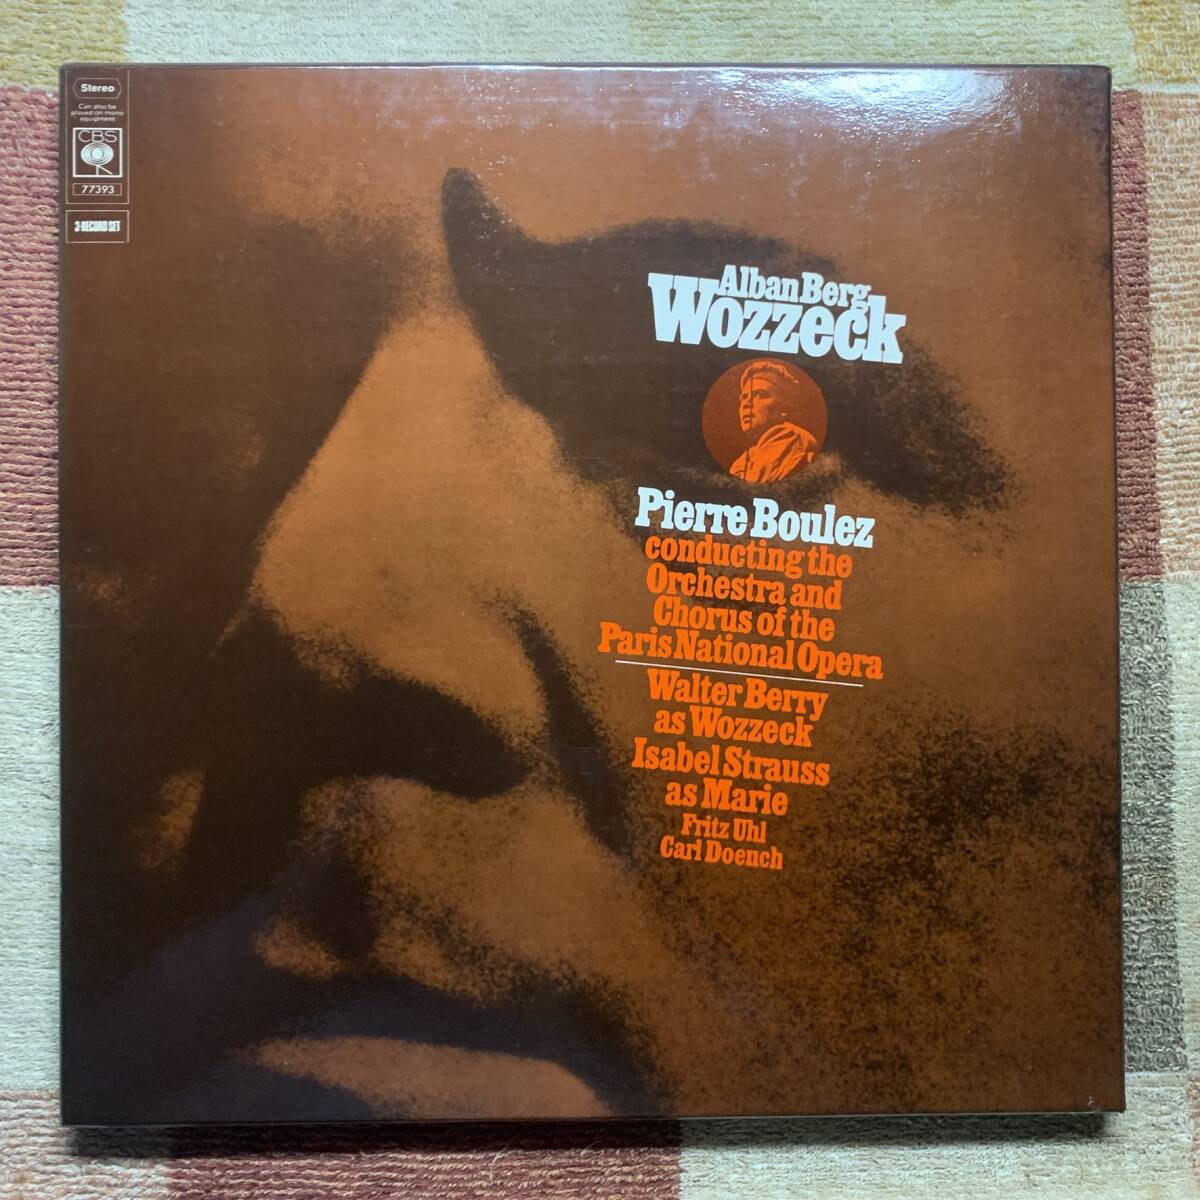 Stereo
Can also be
played on mono
equipment
CBS
77393
3-RECORD SET
Alban Berg
Wozzeck
Pierre Boulez
conducting the
Orchestra and
Chorus of the
Paris National Opera
Walter Berry
as Wozzeck
Isabel Strauss
as Marie
Fritz Uhl
Carl Doench